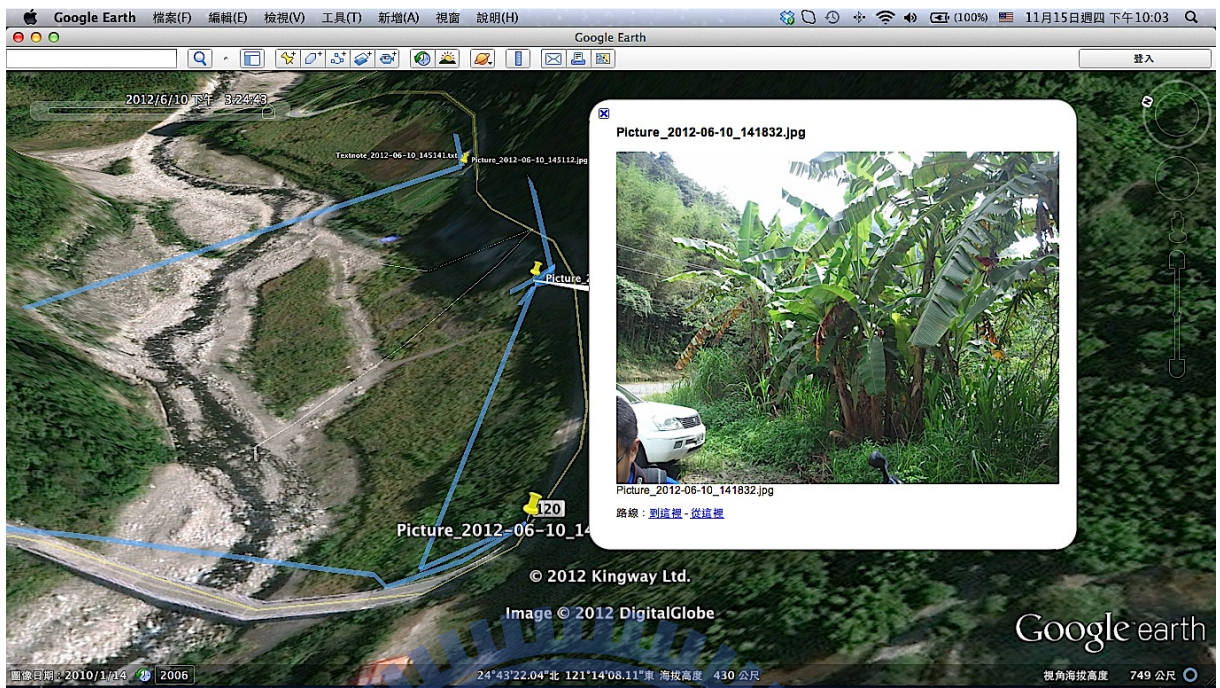 Google Earth 檔案(F) 編輯(E) 檢視(V) 工具(T) 新增(A) 視窗 說明(H) (100%) 11月15日週四 下午10:03
Google Earth
登入
2012/6/10 下午 3:24:43
Picture_2012-06-10_141832.jpg
Textnote_2012-06-10_145141.txt Picture_2012-06-10_145112.jpg
Picture_2
Picture_2012-06-10_141832.jpg
路線：到這裡 - 從這裡
120
Picture_2012-06-10_14
© 2012 Kingway Ltd.
Image © 2012 DigitalGlobe
Google earth
圖像日期: 2010/1/14 2006 24°43'22.04"北 121°14'08.11"東 海拔高度 430 公尺 視角海拔高度 749 公尺